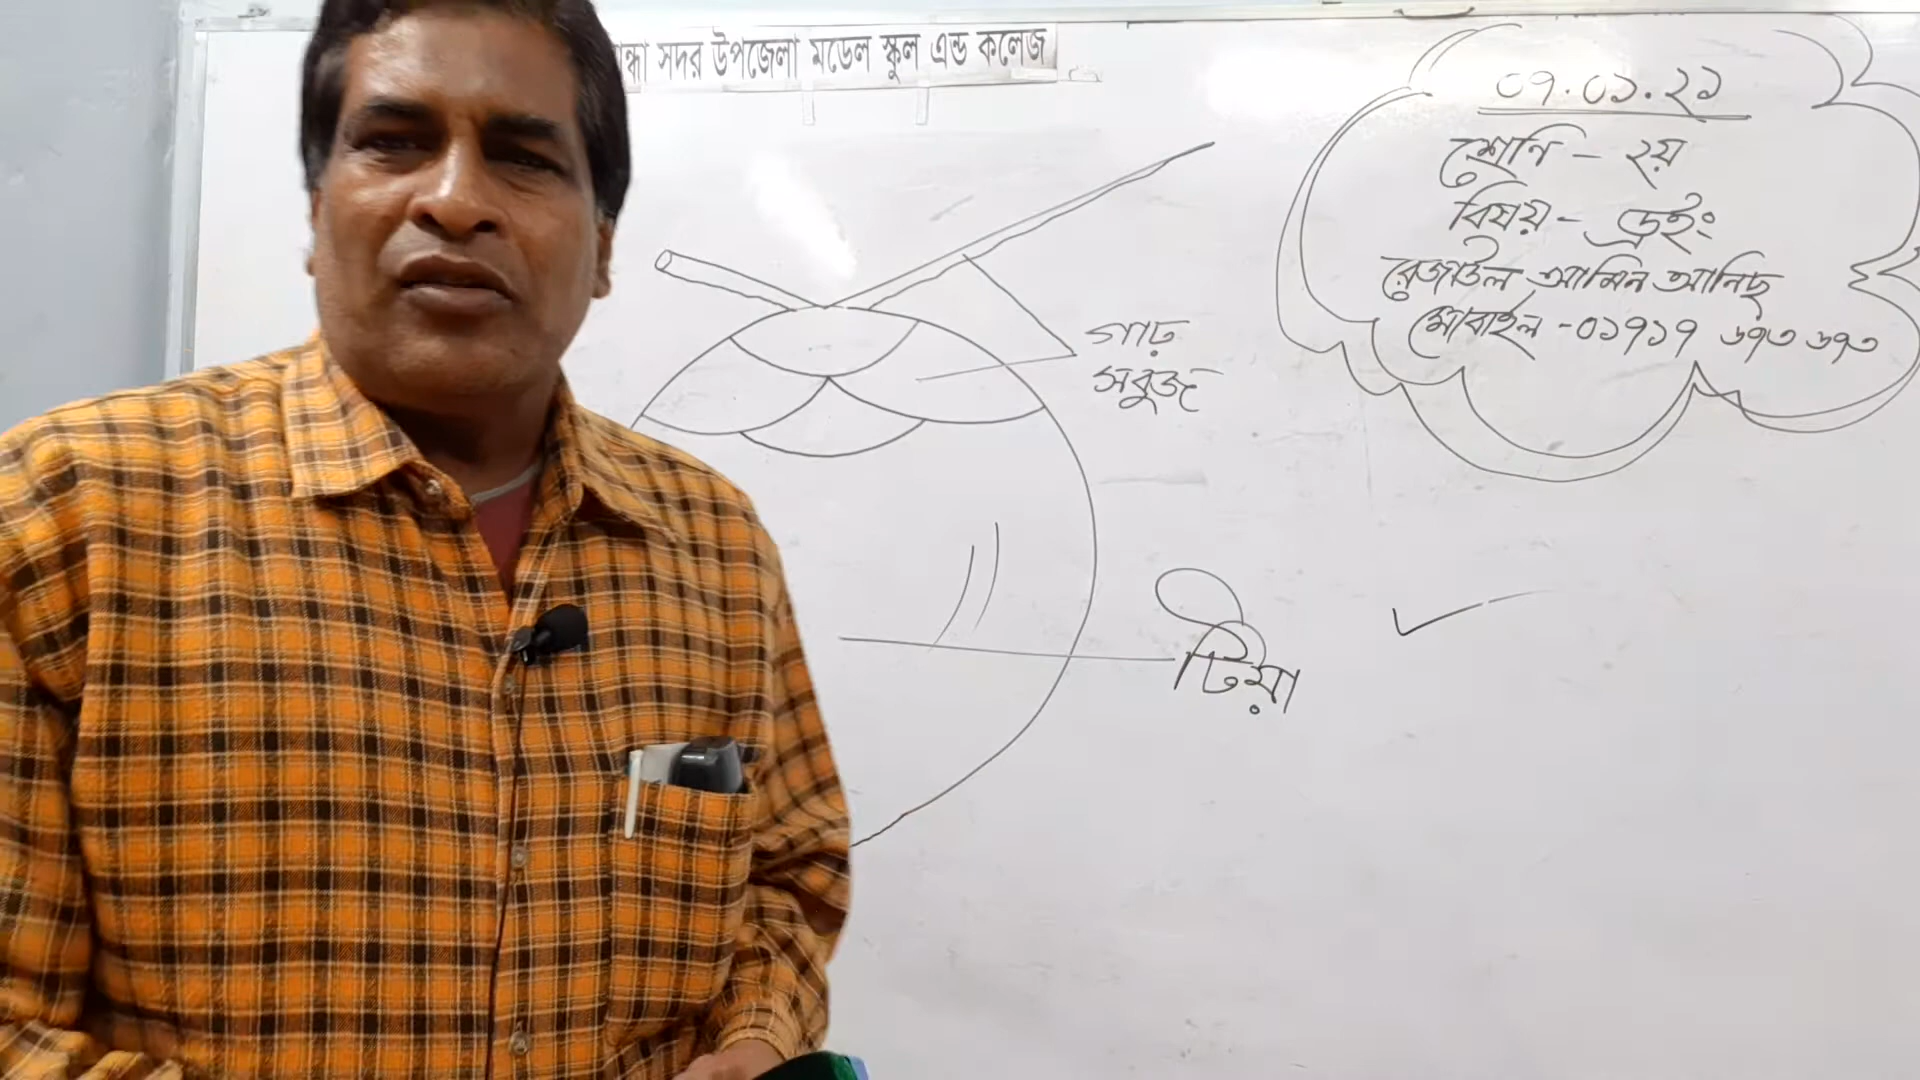 ন্ধা সদর উপজেলা মডেল স্কুল এন্ড কলেজ
০৭.০১.২১
শ্রেণি - ২য়
বিষয় - ড্রইং
রেজাউল আমিন আনিছ
মোবাইল -০১৭১৭ ৬৭৩ ৬৭৩
গাঢ়
সবুজ
টিয়া